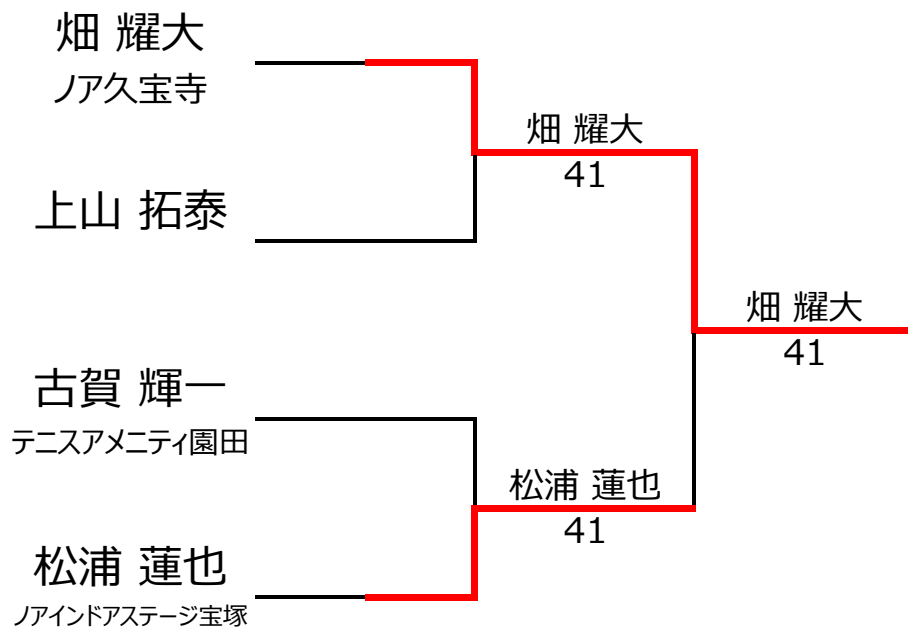 畑 耀大
ノア久宝寺
上山 拓泰
古賀 輝一
テニスアメニティ園田
松浦 蓮也
ノアインドアステージ宝塚
畑 耀大
41
松浦 蓮也
41
畑 耀大
41